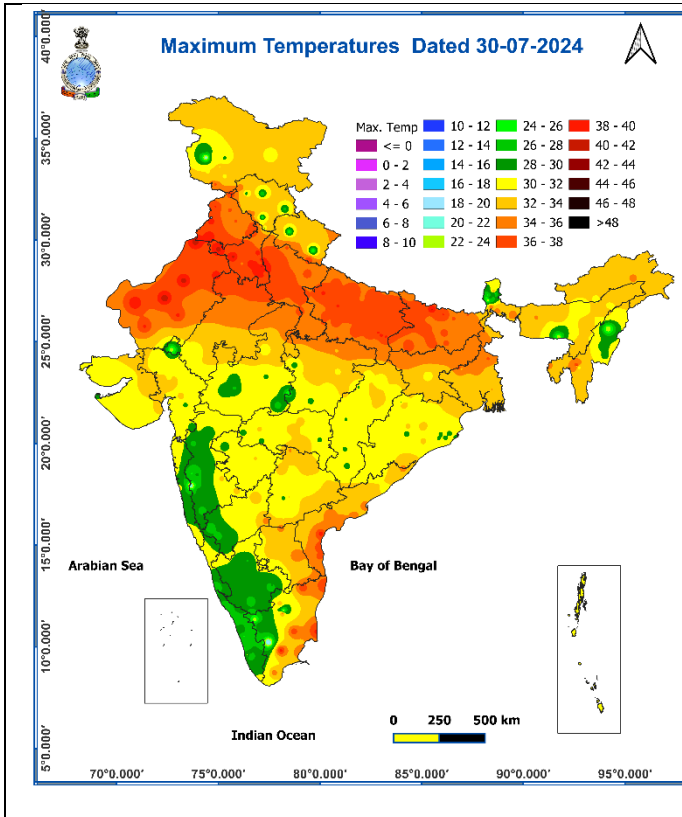 Maximum Temperatures Dated 30-07-2024
Max. Temp
<= 0
0 - 2
2 - 4
4 - 6
6 - 8
8 - 10
10 - 12
12 - 14
14 - 16
16 - 18
18 - 20
20 - 22
22 - 24
24 - 26
26 - 28
28 - 30
30 - 32
32 - 34
34 - 36
36 - 38
38 - 40
40 - 42
42 - 44
44 - 46
46 - 48
>48
40°0.000'
35°0.000'
30°0.000'
25°0.000'
20°0.000'
15°0.000'
10°0.000'
5°0.000'
Arabian Sea
Bay of Bengal
Indian Ocean
0 250 500 km
70°0.000' 75°0.000' 80°0.000' 85°0.000' 90°0.000' 95°0.000'